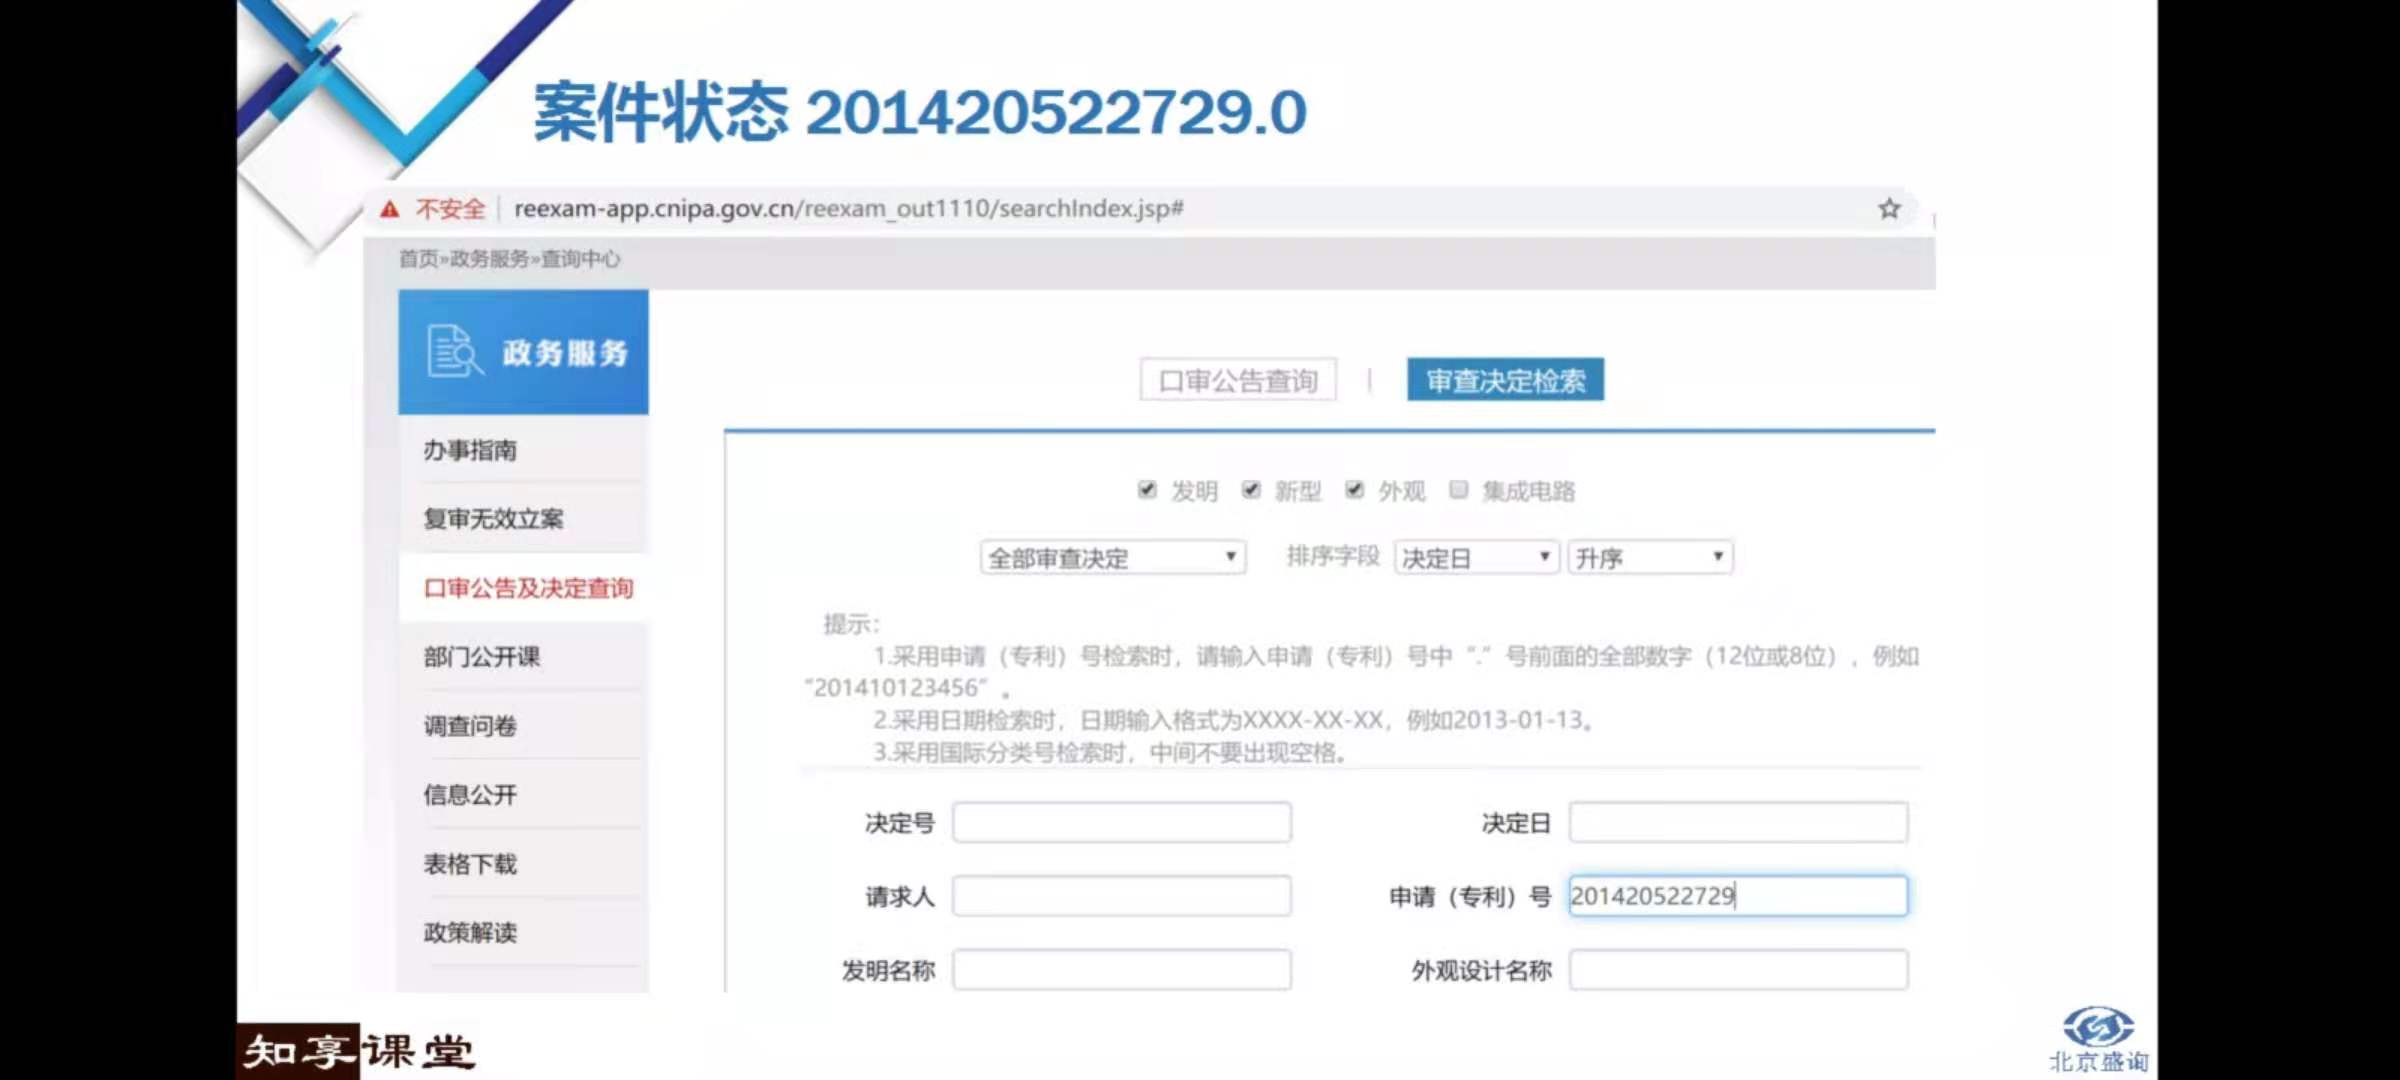 案件状态 201420522729.0
不安全 reexam-app.cnipa.gov.cn/reexam_out1110/searchIndex.jsp#
首页»政务服务»查询中心
政务服务
办事指南
复审无效立案
口审公告及决定查询
部门公开课
调查问卷
信息公开
表格下载
政策解读
口审公告查询 | 审查决定检索
发明 新型 外观 集成电路
全部审查决定 排序字段 决定日 升序
提示：
1.采用申请（专利）号检索时，请输入申请（专利）号中“.”号前面的全部数字（12位或8位），例如
“201410123456”。
2.采用日期检索时，日期输入格式为XXXX-XX-XX，例如2013-01-13。
3.采用国际分类号检索时，中间不要出现空格。
决定号 决定日
请求人 申请（专利）号 201420522729
发明名称 外观设计名称
知享课堂
北京盛询